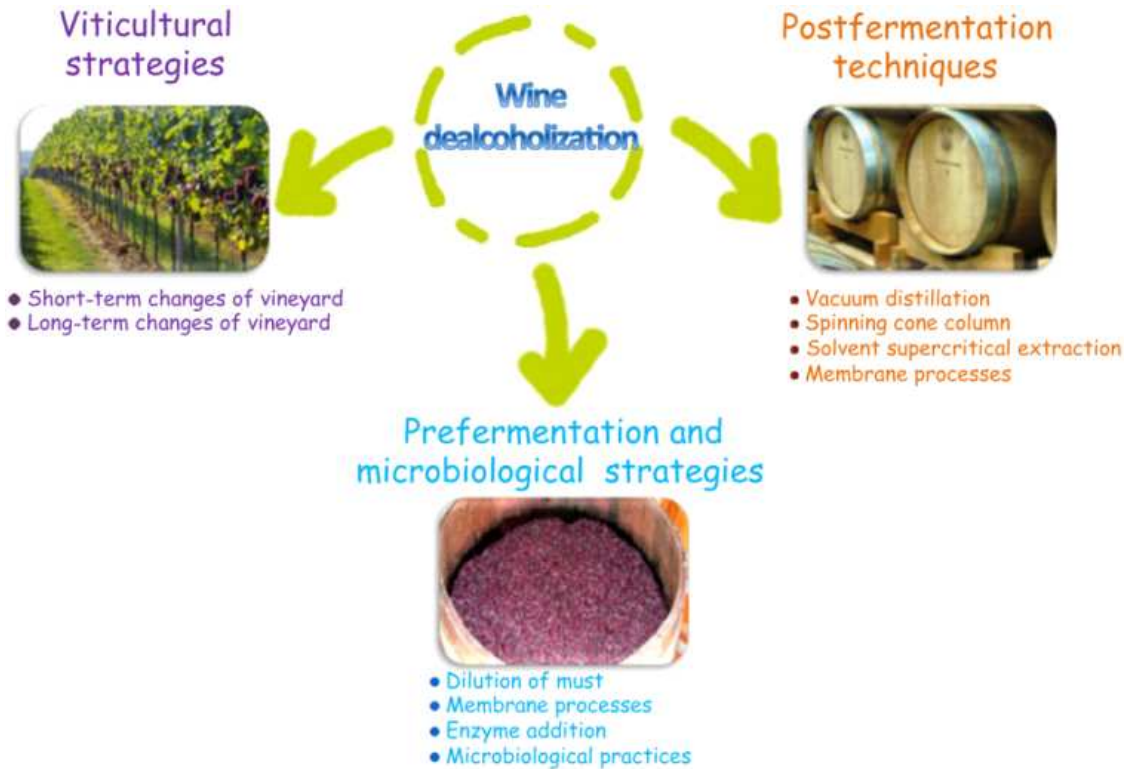 Viticultural
strategies
Wine
dealcoholization
Postfermentation
techniques
● Short-term changes of vineyard
● Long-term changes of vineyard
● Vacuum distillation
● Spinning cone column
● Solvent supercritical extraction
● Membrane processes
Prefermentation and
microbiological strategies
● Dilution of must
● Membrane processes
● Enzyme addition
● Microbiological practices